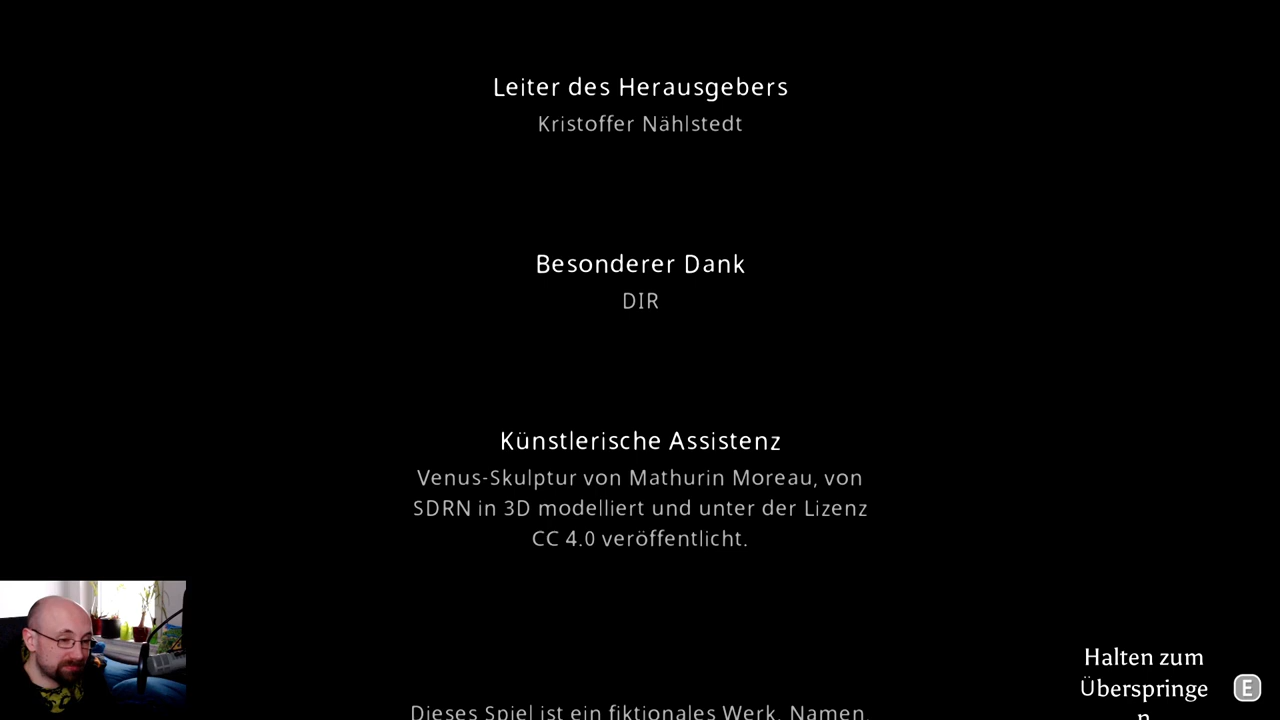 Leiter des Herausgebers
Kristoffer Nählstedt
Besonderer Dank
DIR
Künstlerische Assistenz
Venus-Skulptur von Mathurin Moreau, von
SDRN in 3D modelliert und unter der Lizenz
CC 4.0 veröffentlicht.
Halten zum
Überspringe
n
E
Dieses Spiel ist ein fiktionales Werk. Namen,